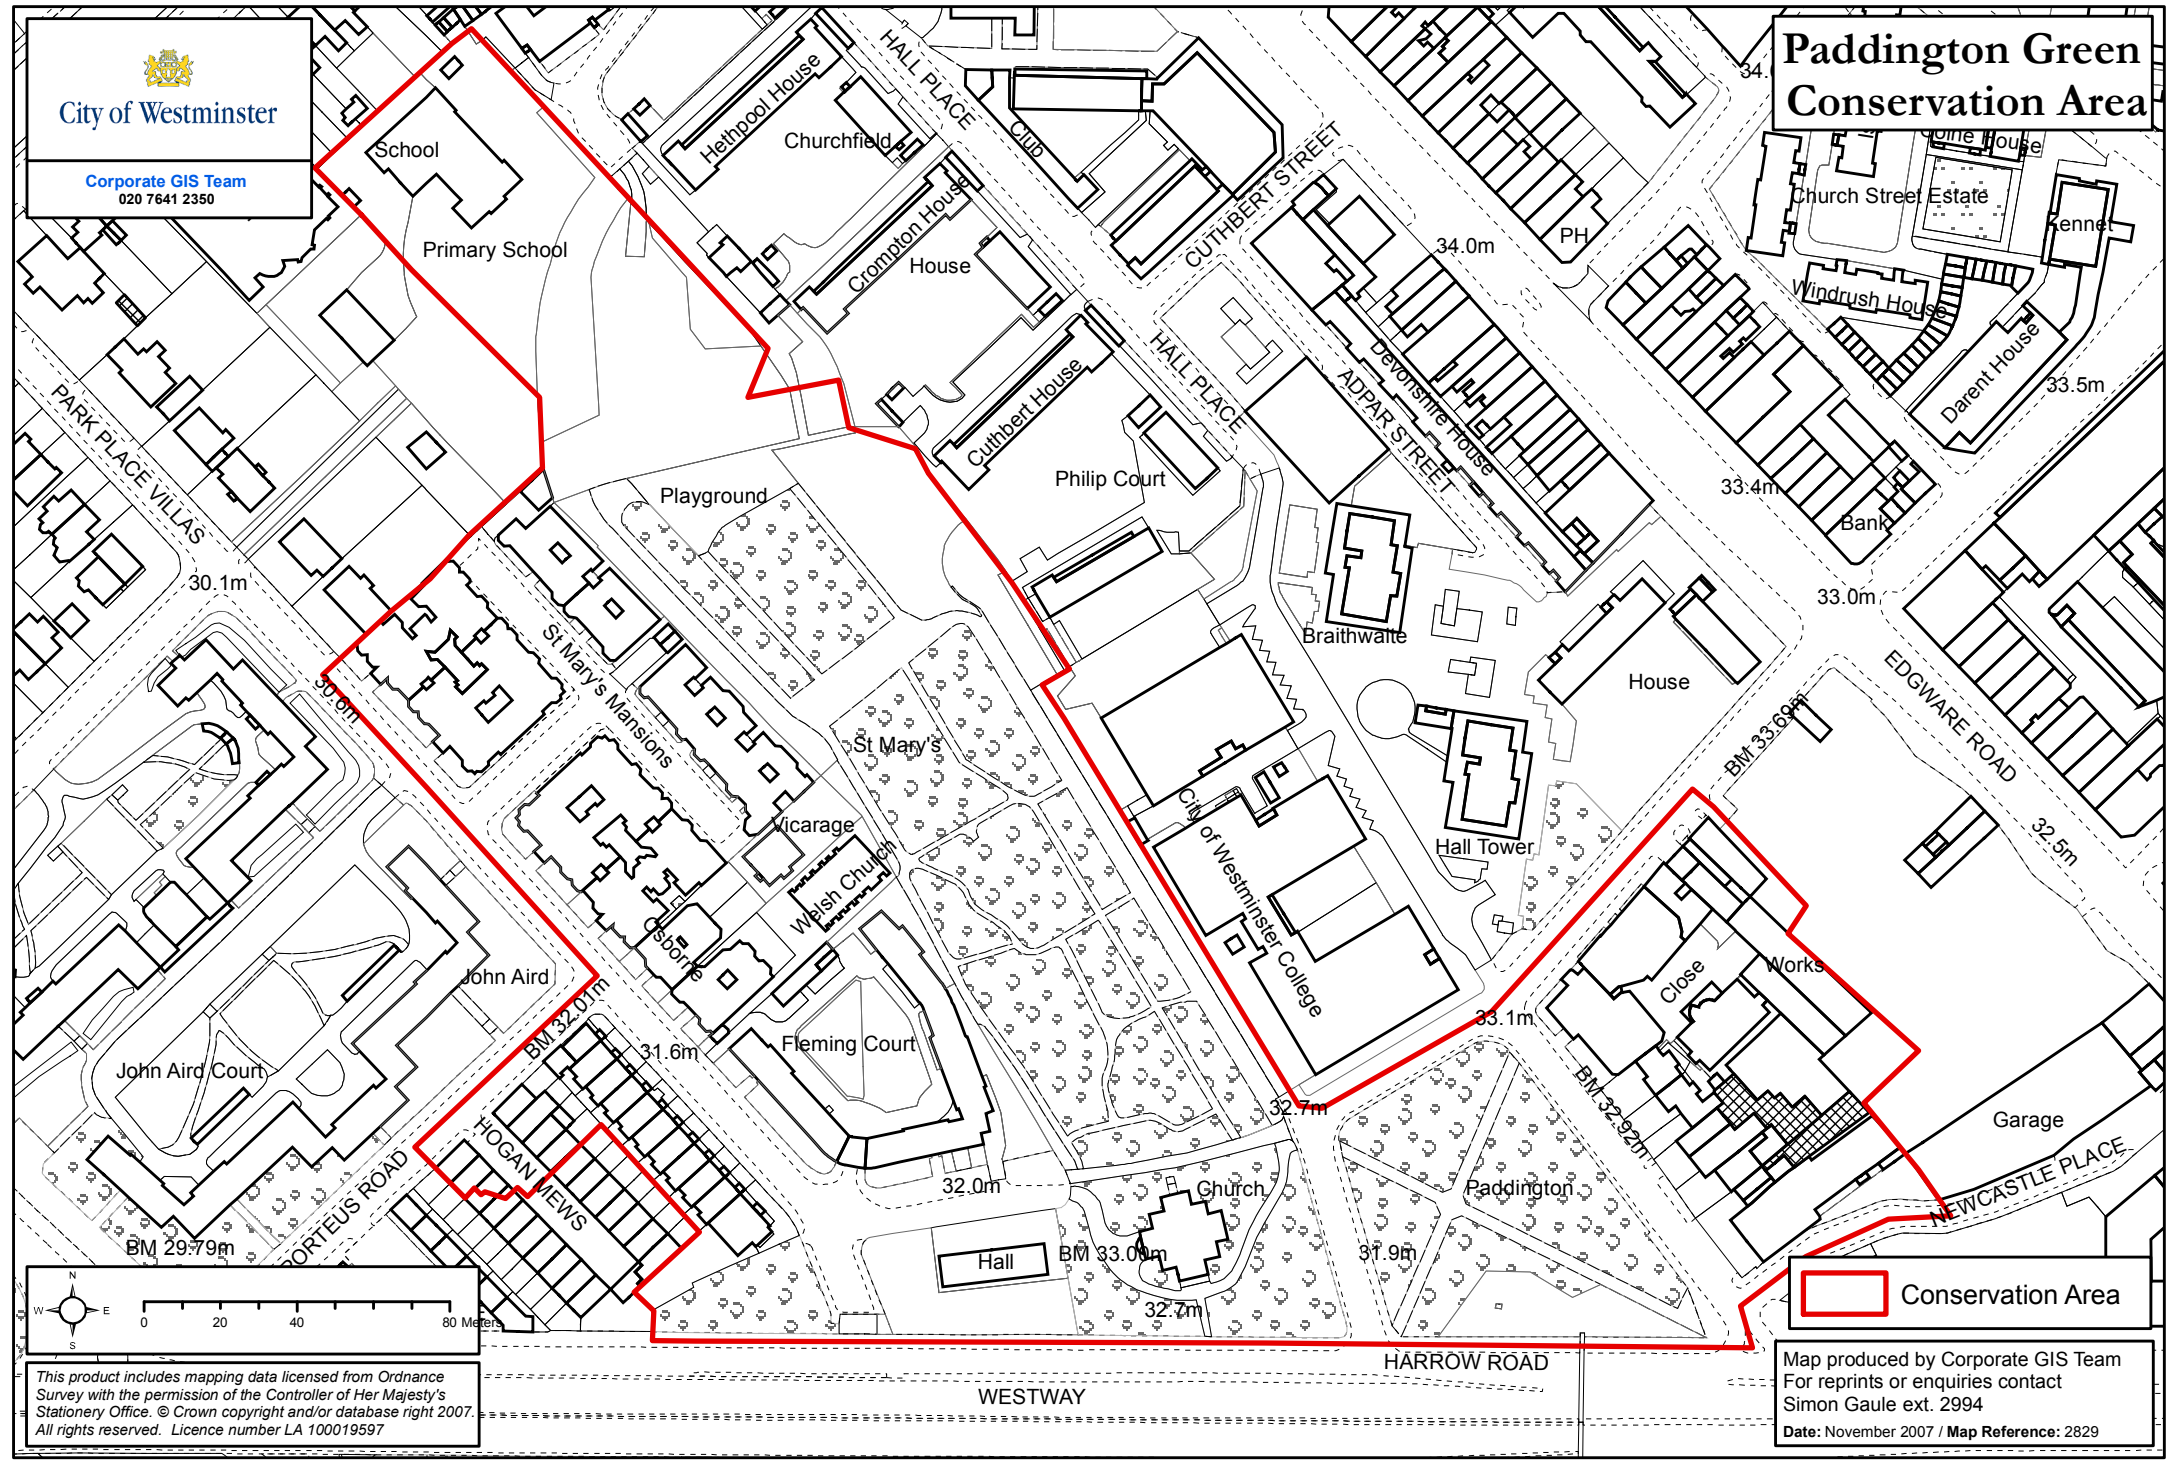 Paddington Green
Conservation Area
City of Westminster
Corporate GIS Team
020 7641 2350
School
Primary School
Hethpool House
Churchfield
HALL PLACE
Club
CUTHBERT STREET
Crompton House
House
Cuthbert House
HALL PLACE
ADPAR STREET
Devonshire House
34.0m
PH
House
Church Street Estate
Kennet
Windrush House
Darent House
33.5m
33.4m
Bank
33.0m
Philip Court
Playground
PARK PLACE VILLAS
30.1m
30.6m
St Mary's Mansions
St Mary's
Braithwaite
House
EDGWARE ROAD
BM 33.69m
32.5m
Hall Tower
City of Westminster College
Vicarage
Welsh Church
Osborne
John Aird
BM 32.01m
31.6m
Fleming Court
John Aird Court
HOGAN MEWS
BM 29.79m
32.0m
Hall
BM 33.00m
Church
32.7m
32.7m
31.9m
Paddington
33.1m
BM 32.92m
Close
Works
Garage
NEWCASTLE PLACE
HARROW ROAD
WESTWAY
N
W
E
S
0
20
40
80 Meters
This product includes mapping data licensed from Ordnance
Survey with the permission of the Controller of Her Majesty's
Stationery Office. © Crown copyright and/or database right 2007.
All rights reserved. Licence number LA 100019597
Conservation Area
Map produced by Corporate GIS Team
For reprints or enquiries contact
Simon Gaule ext. 2994
Date: November 2007 / Map Reference: 2829